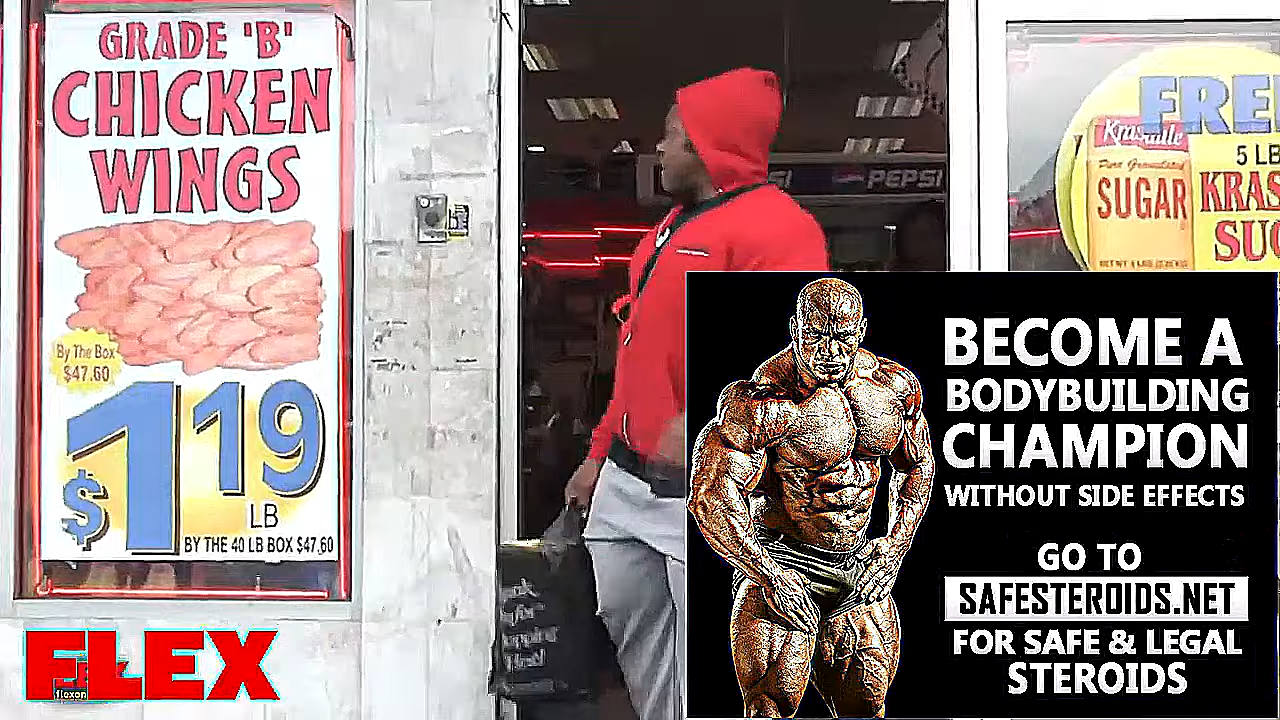 GRADE 'B'
CHICKEN
WINGS
By The Box
$47.60
$1 19
LB
BY THE 40 LB BOX $47.60
PEPSI
FRE
Pure Granulated
SUGAR
5 LB
KRAS
SUG
BECOME A
BODYBUILDING
CHAMPION
WITHOUT SIDE EFFECTS
GO TO
SAFESTEROIDS.NET
FOR SAFE & LEGAL
STEROIDS
FLEX